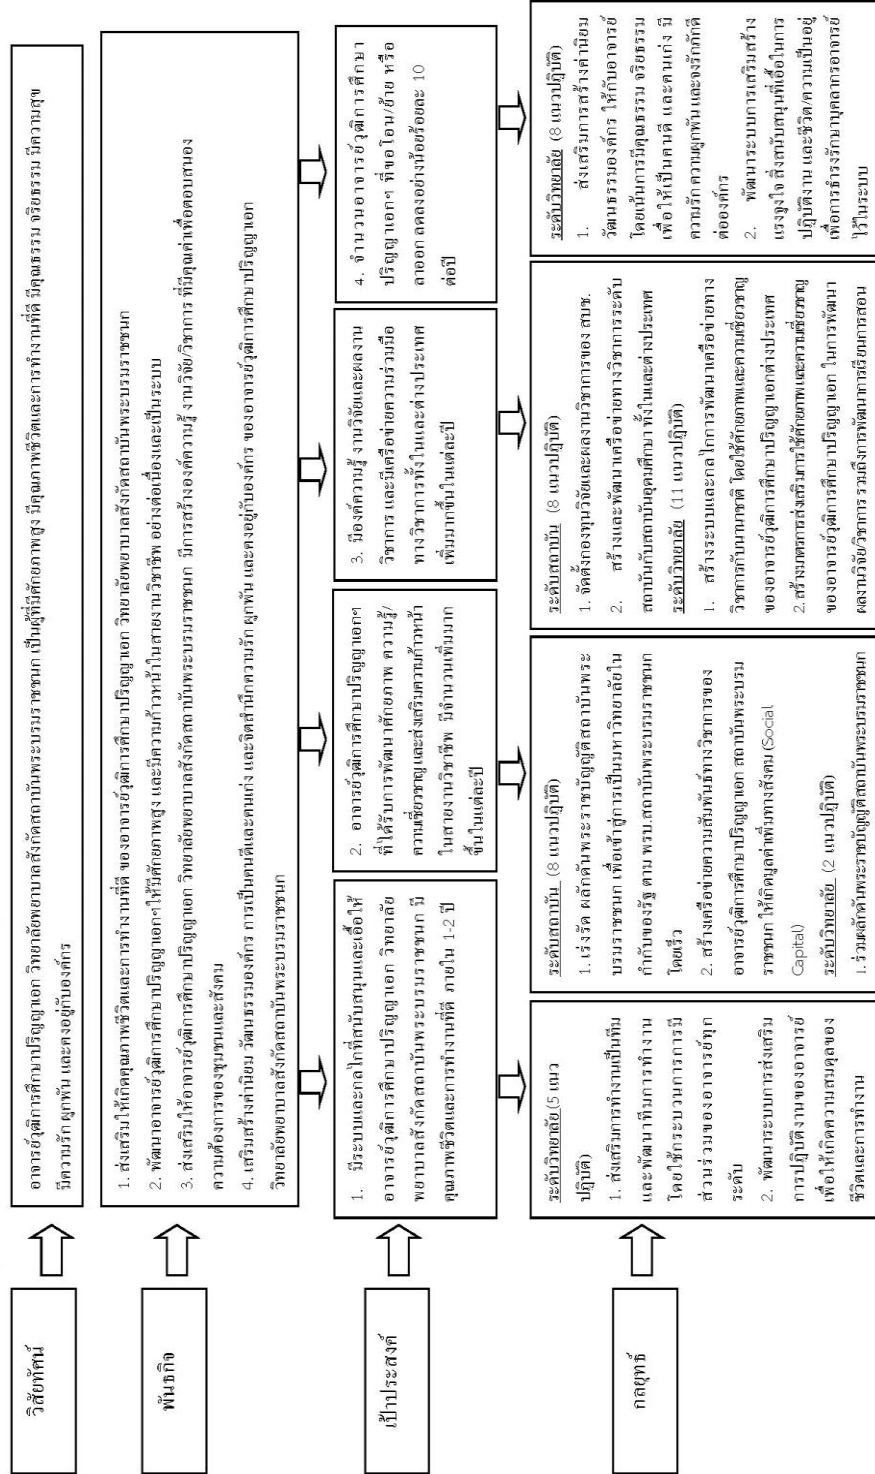 วิสัยทัศน์
อาจารย์วุฒิการศึกษาปริญญาเอก วิทยาลัยพยาบาลสังกัดสถาบันพระบรมราชชนก เป็นผู้ที่มีศักยภาพสูง มีคุณภาพชีวิตและการทำงานที่ดี มีคุณธรรม จริยธรรม มีความสุข
มีความรัก ผูกพัน และคงอยู่กับองค์กร
พันธกิจ
1. ส่งเสริมให้เกิดคุณภาพชีวิตและการทำงานที่ดี ของอาจารย์วุฒิการศึกษาปริญญาเอก วิทยาลัยพยาบาลสังกัดสถาบันพระบรมราชชนก
2. พัฒนาอาจารย์วุฒิการศึกษาปริญญาเอกฯให้มีศักยภาพสูง และมีความก้าวหน้าในสายงานวิชาชีพ อย่างต่อเนื่องและเป็นระบบ
3. ส่งเสริมให้อาจารย์วุฒิการศึกษาปริญญาเอก วิทยาลัยพยาบาลสังกัดสถาบันพระบรมราชชนก มีการสร้างองค์ความรู้ งานวิจัย/วิชาการ ที่มีคุณค่าเพื่อตอบสนอง
ความต้องการของชุมชนและสังคม
4. เสริมสร้างค่านิยม วัฒนธรรมองค์กร การเป็นคนดีและคนเก่ง และจิตสำนึกความรัก ผูกพัน และคงอยู่กับองค์กร ของอาจารย์วุฒิการศึกษาปริญญาเอก
วิทยาลัยพยาบาลสังกัดสถาบันพระบรมราชชนก
เป้าประสงค์
1. มีระบบและกลไกที่สนับสนุนและเอื้อให้
อาจารย์วุฒิการศึกษาปริญญาเอก วิทยาลัย
พยาบาลสังกัดสถาบันพระบรมราชชนก มี
คุณภาพชีวิตและการทำงานที่ดี ภายใน 1-2 ปี
2. อาจารย์วุฒิการศึกษาปริญญาเอกฯ
ที่ได้รับการพัฒนาศักยภาพ ความรู้/
ความเชี่ยวชาญและส่งเสริมความก้าวหน้า
ในสายงานวิชาชีพ มีจำนวนเพิ่มมาก
ขึ้นในแต่ละปี
3. มีองค์ความรู้ งานวิจัยและผลงาน
วิชาการ และมีเครือข่ายความร่วมมือ
ทางวิชาการทั้งในและต่างประเทศ
เพิ่มมากขึ้นในแต่ละปี
4. จำนวนอาจารย์วุฒิการศึกษา
ปริญญาเอกฯ ที่ขอโอน/ย้าย หรือ
ลาออก ลดลงอย่างน้อยร้อยละ 10
ต่อปี
กลยุทธ์
ระดับวิทยาลัย(5 แนว
ปฏิบัติ)
1. ส่งเสริมการทำงานเป็นทีม
และพัฒนาทีมการทำงาน
โดยใช้กระบวนการการมี
ส่วนร่วมของอาจารย์ทุก
ระดับ
2. พัฒนาระบบการส่งเสริม
การปฏิบัติงานของอาจารย์
เพื่อให้เกิดความสมดุลของ
ชีวิตและการทำงาน
ระดับสถาบัน (8 แนวปฏิบัติ)
1. เร่งรัด ผลักดันพระราชบัญญัติสถาบันพระ
บรมราชชนก เพื่อเข้าสู่การเป็นมหาวิทยาลัยใน
กำกับของรัฐ ตาม พรบ.สถาบันพระบรมราชชนก
โดยเร็ว
2. สร้างเครือข่ายความสัมพันธ์ทางวิชาการของ
อาจารย์วุฒิการศึกษาปริญญาเอก สถาบันพระบรม
ราชชนก ให้เกิดมูลค่าเพิ่มทางสังคม (Social
Capital)
ระดับวิทยาลัย (2 แนวปฏิบัติ)
1. ร่วมผลักดันพระราชบัญญัติสถาบันพระบรมราชชนก
ระดับสถาบัน (8 แนวปฏิบัติ)
1. จัดตั้งกองทุนวิจัยและผลงานวิชาการของ สบช.
2. สร้างและพัฒนาเครือข่ายทางวิชาการระดับ
สถาบันกับสถาบันอุดมศึกษา ทั้งในและต่างประเทศ
ระดับวิทยาลัย (11 แนวปฏิบัติ)
1. สร้างระบบและกลไกการพัฒนาเครือข่ายทาง
วิชาการกับนานาชาติ โดยใช้ศักยภาพและความเชี่ยวชาญ
ของอาจารย์วุฒิการศึกษาปริญญาเอกต่างประเทศ
2.สร้างมาตรการส่งเสริมการใช้ศักยภาพและความเชี่ยวชาญ
ของอาจารย์วุฒิการศึกษาปริญญาเอก ในการพัฒนา
ผลงานวิจัย/วิชาการ รวมถึงการพัฒนาการเรียนการสอน
ระดับวิทยาลัย (8 แนวปฏิบัติ)
1. ส่งเสริมการสร้างค่านิยม
วัฒนธรรมองค์กร ให้กับอาจารย์
โดยเน้นการมีคุณธรรม จริยธรรม
เพื่อให้เป็นคนดี และคนเก่ง มี
ความรัก ความผูกพัน และจงรักภักดี
ต่อองค์กร
2. พัฒนาระบบการเสริมสร้าง
แรงจูงใจ สิ่งสนับสนุนที่เอื้อในการ
ปฏิบัติงาน และชีวิต/ความเป็นอยู่
เพื่อการธำรงรักษาบุคลากรอาจารย์
ไว้ในระบบ